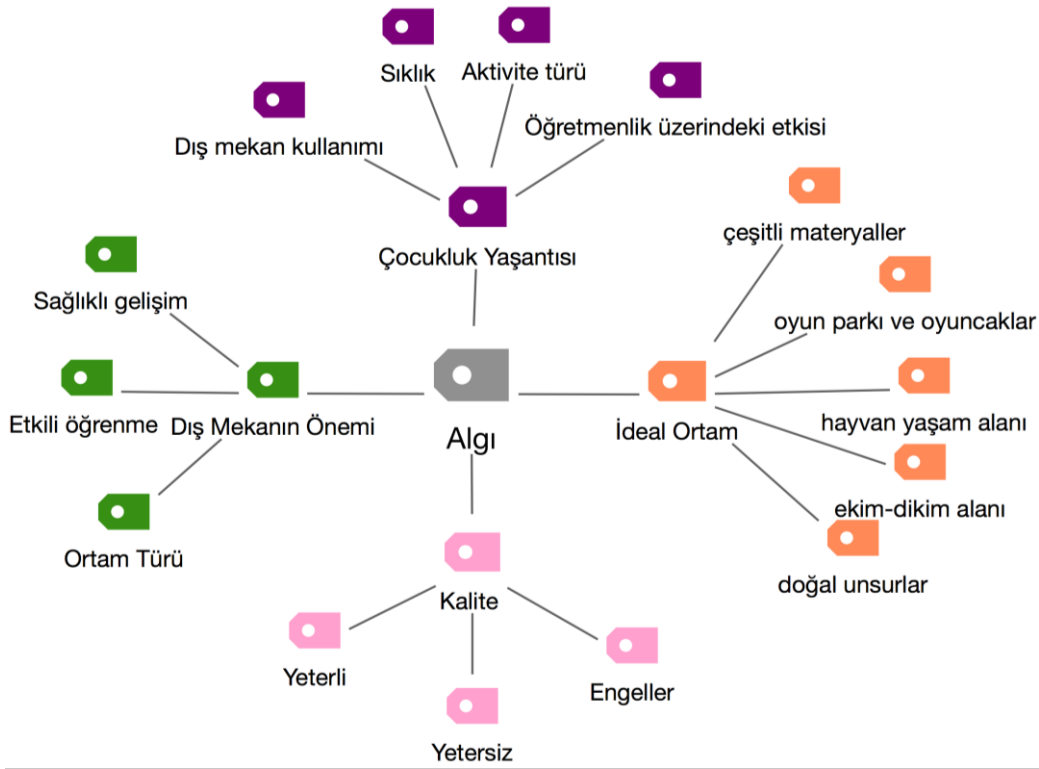 Sıklık
Aktivite türü
Öğretmenlik üzerindeki etkisi
Dış mekan kullanımı
Çocukluk Yaşantısı
çeşitli materyaller
oyun parkı ve oyuncaklar
hayvan yaşam alanı
ekim-dikim alanı
doğal unsurlar
İdeal Ortam
Sağlıklı gelişim
Etkili öğrenme
Dış Mekanın Önemi
Ortam Türü
Algı
Kalite
Yeterli
Yetersiz
Engeller